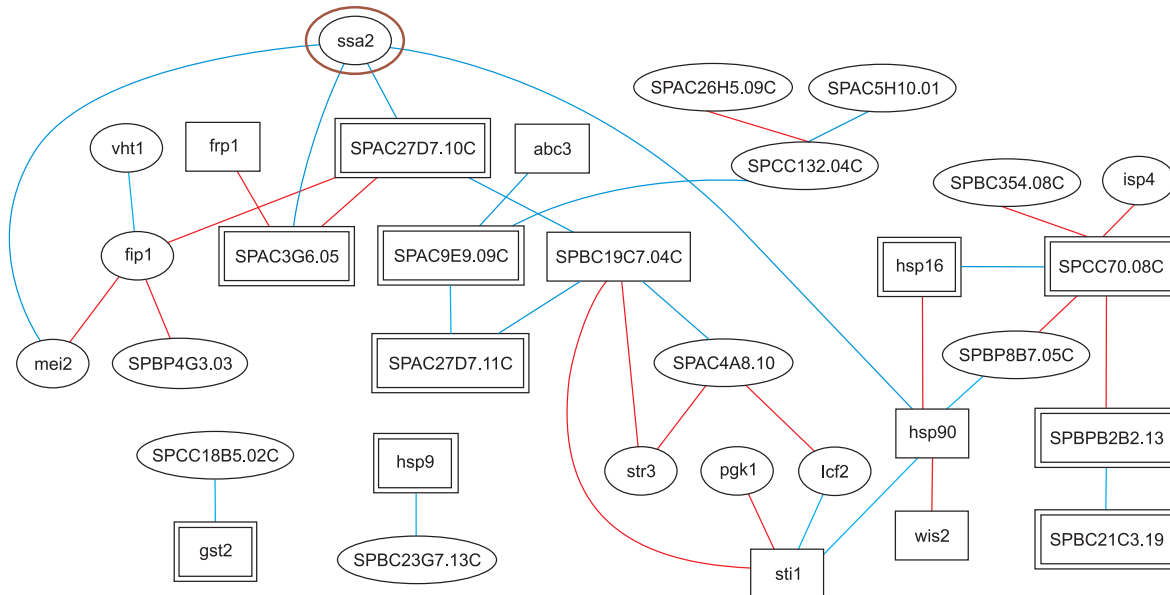 ssa2
SPAC26H5.09C
SPAC5H10.01
vht1
frp1
SPAC27D7.10C
abc3
SPCC132.04C
SPBC354.08C
isp4
fip1
SPAC3G6.05
SPAC9E9.09C
SPBC19C7.04C
hsp16
SPCC70.08C
mei2
SPBP4G3.03
SPAC27D7.11C
SPAC4A8.10
SPBP8B7.05C
hsp90
SPBPB2B2.13
SPCC18B5.02C
hsp9
str3
pgk1
lcf2
gst2
SPBC23G7.13C
sti1
wis2
SPBC21C3.19